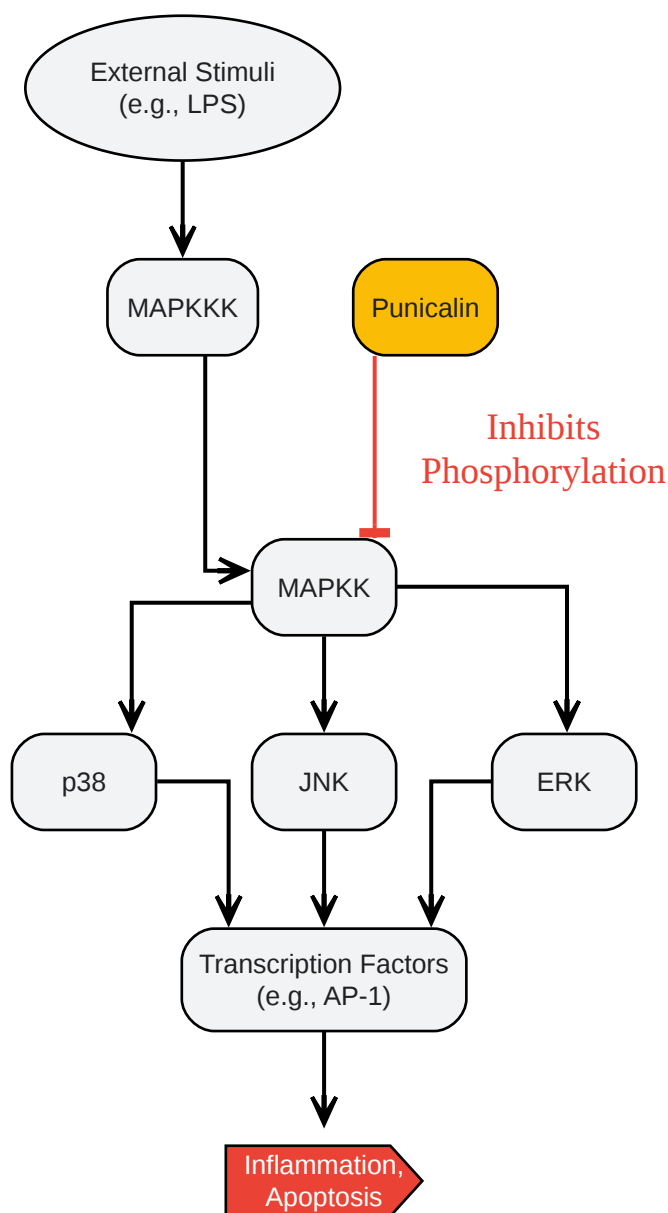 External Stimuli
(e.g., LPS)
MAPKKK
Punicalin
Inhibits
Phosphorylation
MAPKK
p38
JNK
ERK
Transcription Factors
(e.g., AP-1)
Inflammation,
Apoptosis